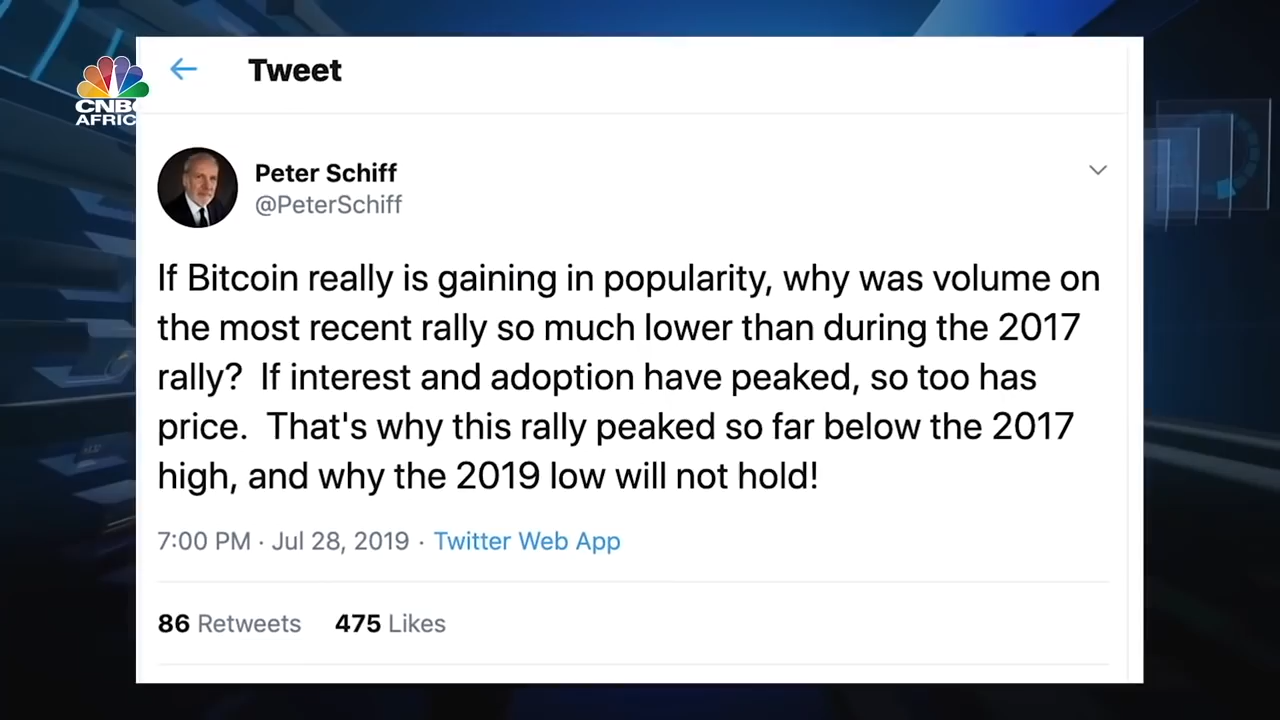 CNBC
AFRIC
Tweet
Peter Schiff
@PeterSchiff
If Bitcoin really is gaining in popularity, why was volume on
the most recent rally so much lower than during the 2017
rally?  If interest and adoption have peaked, so too has
price.  That's why this rally peaked so far below the 2017
high, and why the 2019 low will not hold!
7:00 PM · Jul 28, 2019 · Twitter Web App
86 Retweets 475 Likes